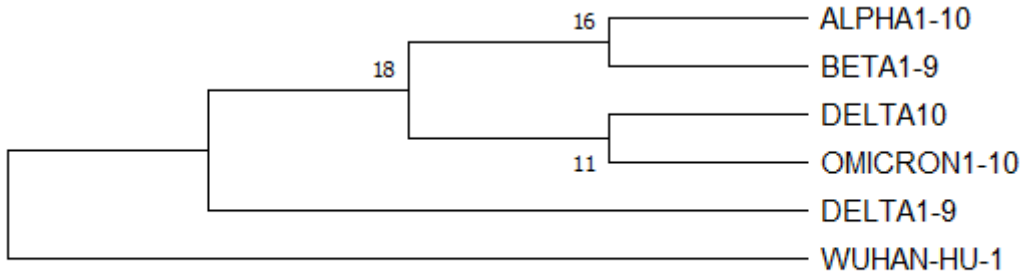 16
ALPHA1-10
18
BETA1-9
DELTA10
11
OMICRON1-10
DELTA1-9
WUHAN-HU-1